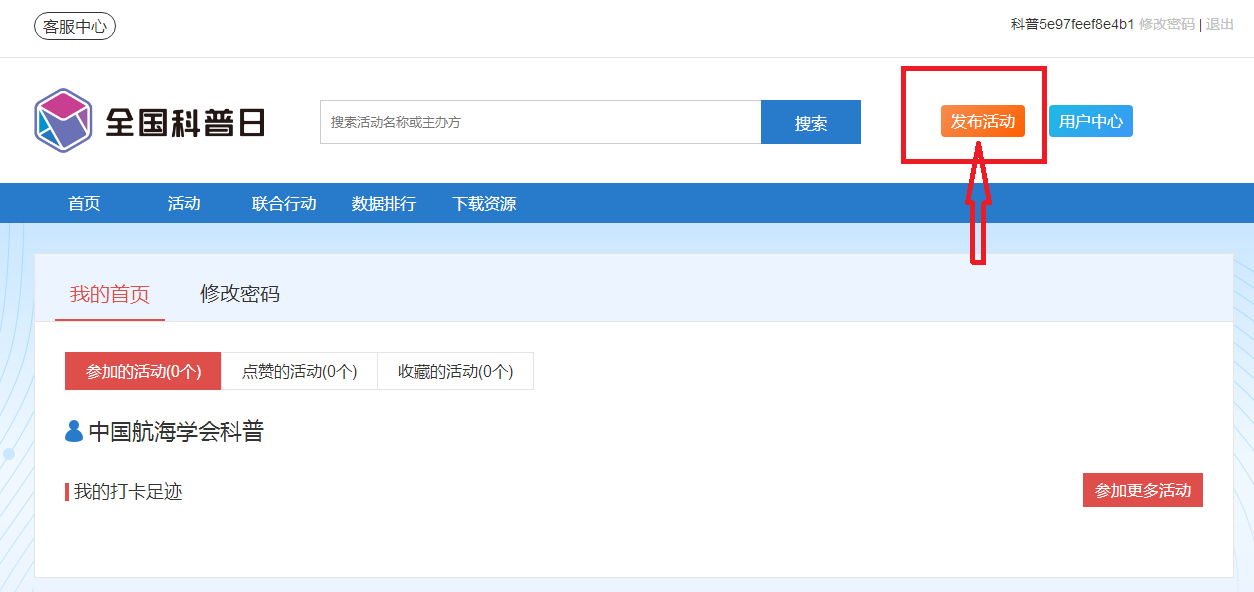 客服中心
科普5e97feef8e4b1 修改密码 | 退出
全国科普日
搜索活动名称或主办方
搜索
发布活动
用户中心
首页
活动
联合行动
数据排行
下载资源
我的首页
修改密码
参加的活动(0个)
点赞的活动(0个)
收藏的活动(0个)
中国航海学会科普
我的打卡足迹
参加更多活动